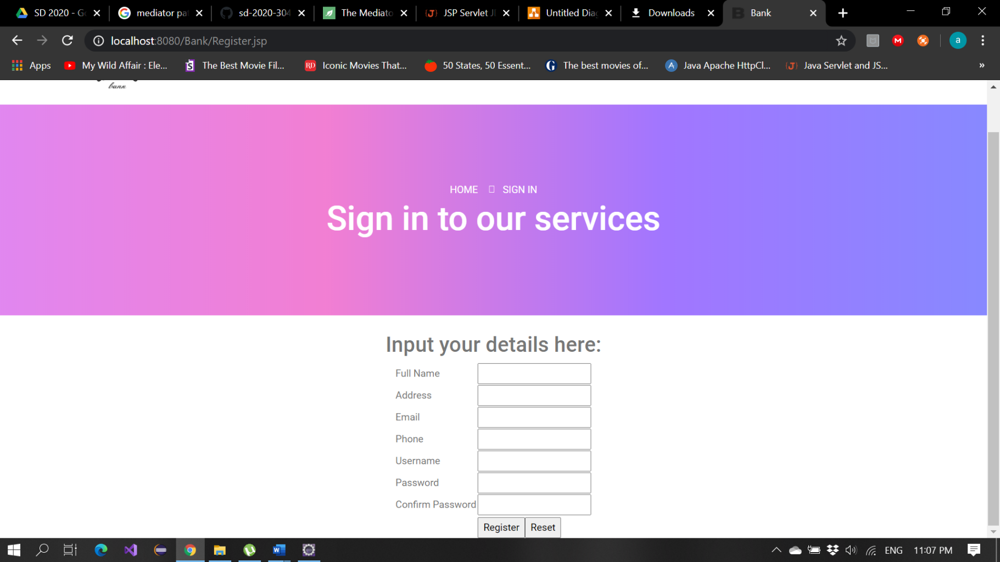 SD 2020 - Go
mediator pa
sd-2020-304
The Mediato
JSP Servlet J
Untitled Dia
Downloads
Bank
localhost:8080/Bank/Register.jsp
a
Apps
My Wild Affair : Ele...
The Best Movie Fil...
RD
Iconic Movies That...
50 States, 50 Essent...
The best movies of...
Java Apache HttpCl...
Java Servlet and JS...
»
bank
HOME SIGN IN
Sign in to our services
Input your details here:
Full Name
Address
Email
Phone
Username
Password
Confirm Password
Register Reset
ENG 11:07 PM